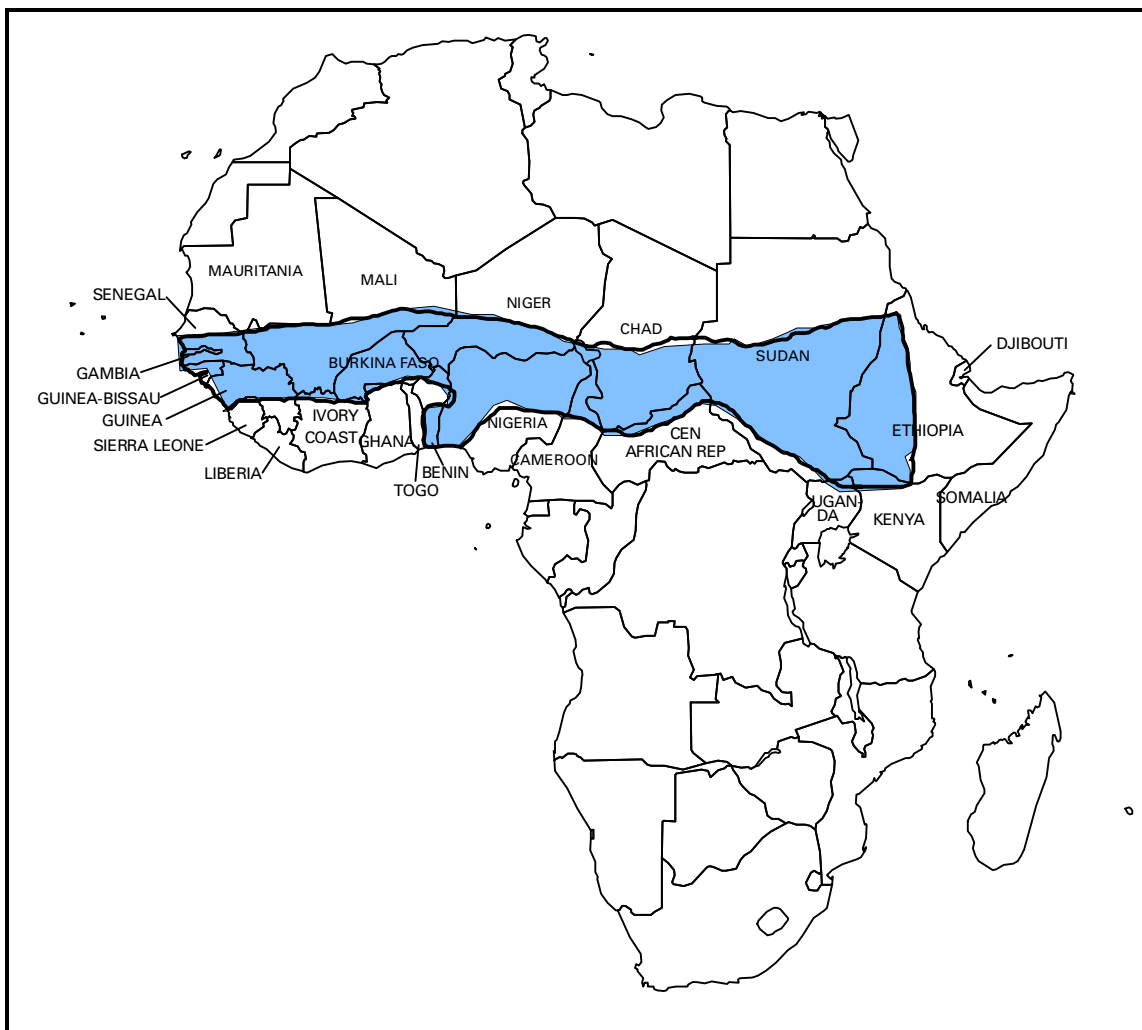 MAURITANIA
MALI
SENEGAL
NIGER
CHAD
SUDAN
DJIBOUTI
BURKINA FASO
GAMBIA
GUINEA-BISSAU
GUINEA
IVORY
COAST
SIERRA LEONE
GHANA
NIGERIA
CEN
AFRICAN REP
ETHIOPIA
LIBERIA
BENIN
CAMEROON
TOGO
UGAN-
DA
KENYA
SOMALIA